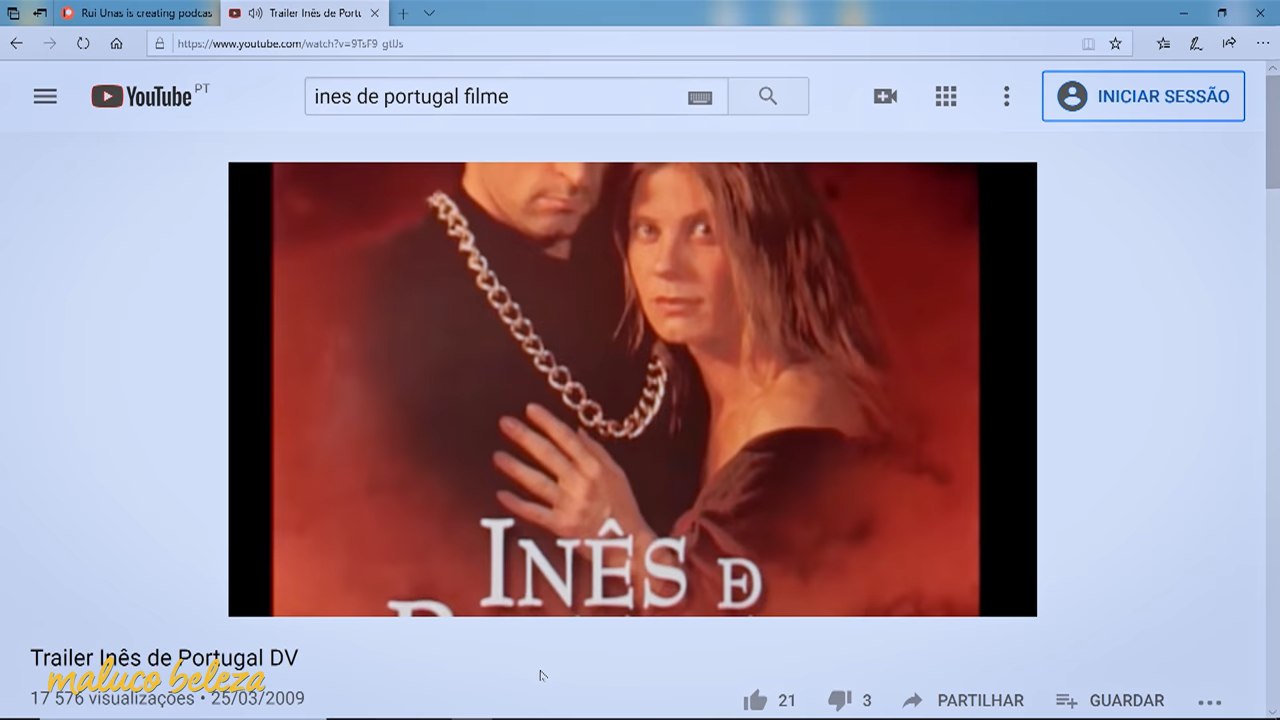 Rui Unas is creating podcas
Trailer Inês de Portu
https://www.youtube.com/watch?v=9TsF9_gtlJs
YouTube PT
ines de portugal filme
INICIAR SESSÃO
INÊS DE
Trailer Inês de Portugal DV
maluco beleza
17 576 visualizações • 25/03/2009
21
3
PARTILHAR
GUARDAR